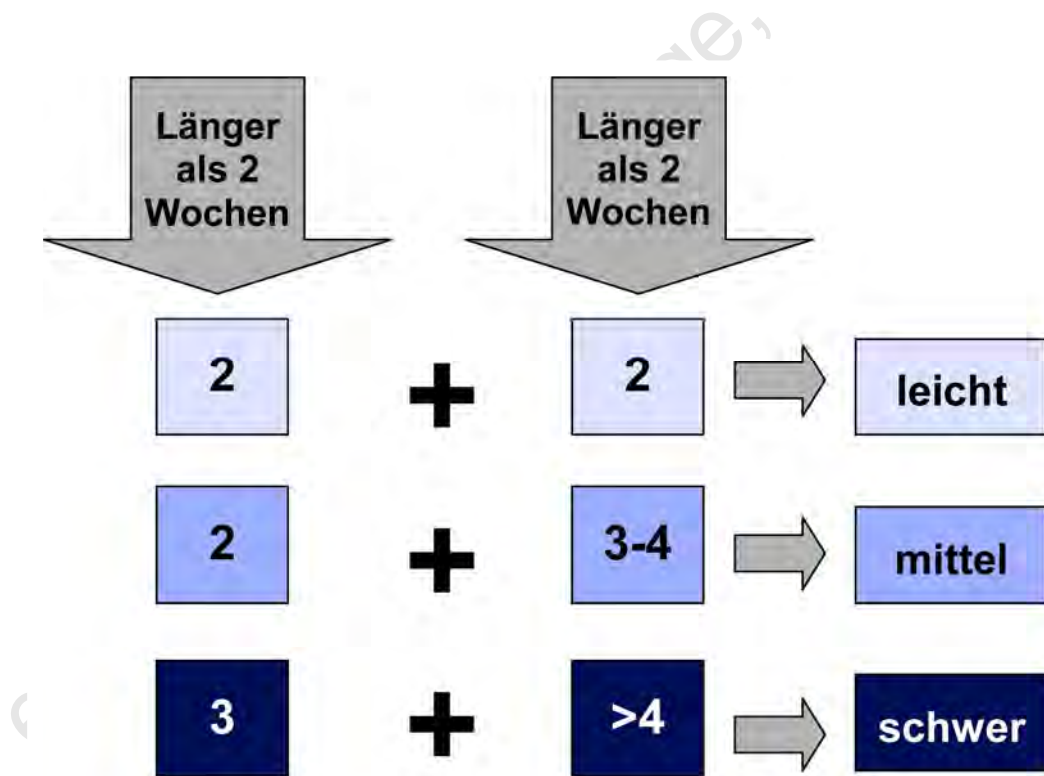 Länger
als 2
Wochen
Länger
als 2
Wochen
2
+
2
leicht
2
+
3-4
mittel
3
+
>4
schwer